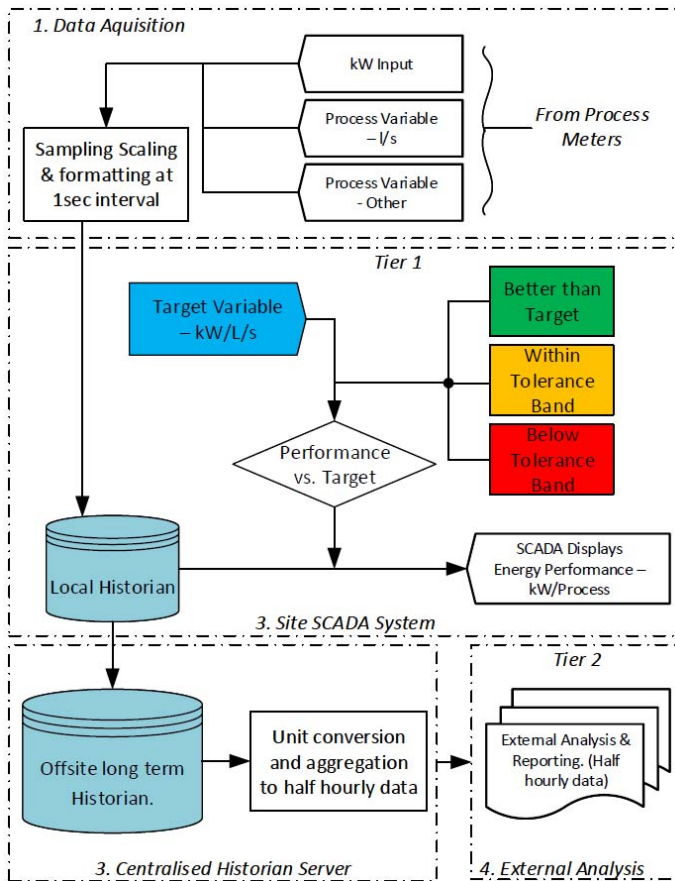 1. Data Aquisition
kW Input
Process Variable
– l/s
Process Variable
- Other
From Process
Meters
Sampling Scaling
& formatting at
1sec interval
Tier 1
Target Variable
– kW/L/s
Better than
Target
Within
Tolerance
Band
Below
Tolerance
Band
Performance
vs. Target
Local Historian
SCADA Displays
Energy Performance –
kW/Process
3. Site SCADA System
Tier 2
Offsite long term
Historian.
Unit conversion
and aggregation
to half hourly data
External Analysis &
Reporting. (Half
hourly data)
3. Centralised Historian Server
4. External Analysis